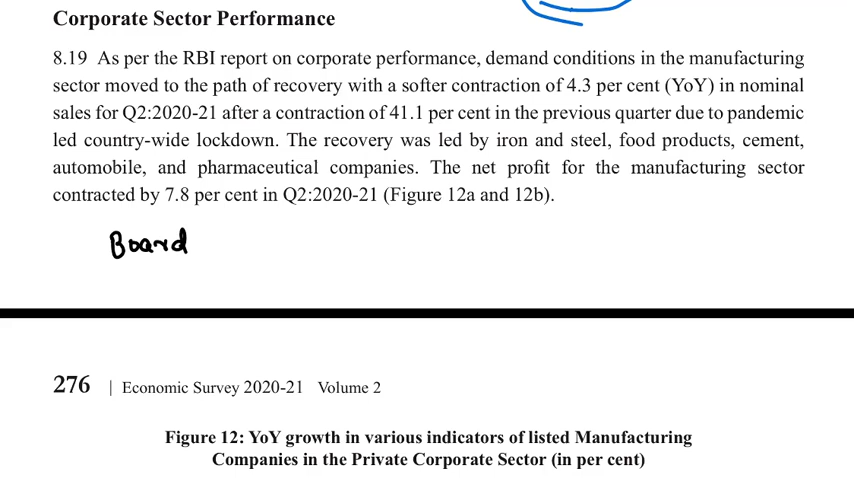 Corporate Sector Performance
8.19 As per the RBI report on corporate performance, demand conditions in the manufacturing
sector moved to the path of recovery with a softer contraction of 4.3 per cent (YoY) in nominal
sales for Q2:2020-21 after a contraction of 41.1 per cent in the previous quarter due to pandemic
led country-wide lockdown. The recovery was led by iron and steel, food products, cement,
automobile, and pharmaceutical companies. The net profit for the manufacturing sector
contracted by 7.8 per cent in Q2:2020-21 (Figure 12a and 12b).
Board
276 | Economic Survey 2020-21 Volume 2
Figure 12: YoY growth in various indicators of listed Manufacturing
Companies in the Private Corporate Sector (in per cent)